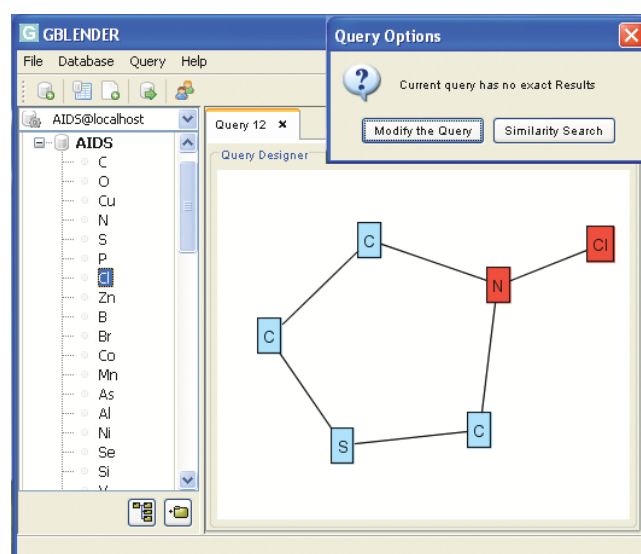 GBLENDER
File Database Query Help
AIDS@localhost
AIDS
C
O
Cu
N
S
P
Cl
Zn
B
Br
Co
Mn
As
Al
Ni
Se
Si
Query 12
Query Designer
C
Cl
N
C
C
S
Query Options
Current query has no exact Results
Modify the Query Similarity Search